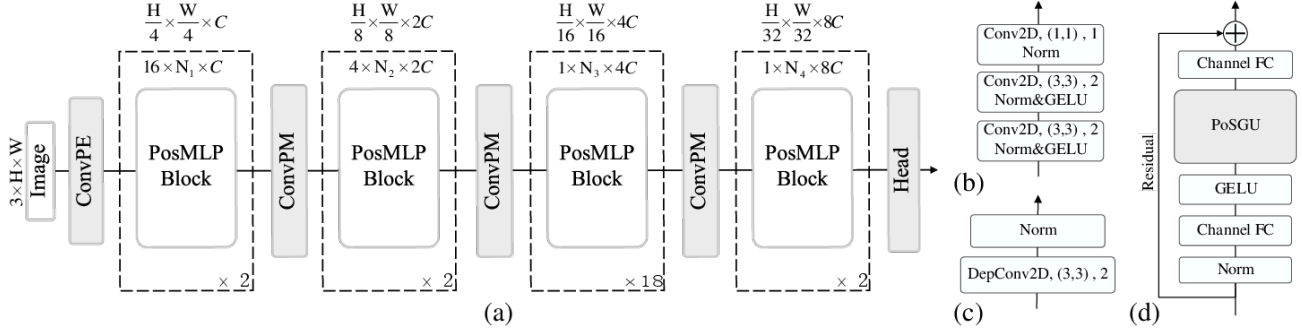 H/4 × W/4 × C
H/8 × W/8 × 2C
H/16 × W/16 × 4C
H/32 × W/32 × 8C
16 × N₁ × C
4 × N₂ × 2C
1 × N₃ × 4C
1 × N₄ × 8C
3×H×W
Image
ConvPE
PosMLP
Block
ConvPM
PosMLP
Block
ConvPM
PosMLP
Block
ConvPM
PosMLP
Block
Head
× 2
× 2
×18
× 2
(a)
Conv2D, (1,1) , 1
Norm
Conv2D, (3,3) , 2
Norm&GELU
Conv2D, (3,3) , 2
Norm&GELU
(b)
Norm
DepConv2D, (3,3) , 2
(c)
Channel FC
PoSGU
GELU
Channel FC
Norm
Residual
(d)